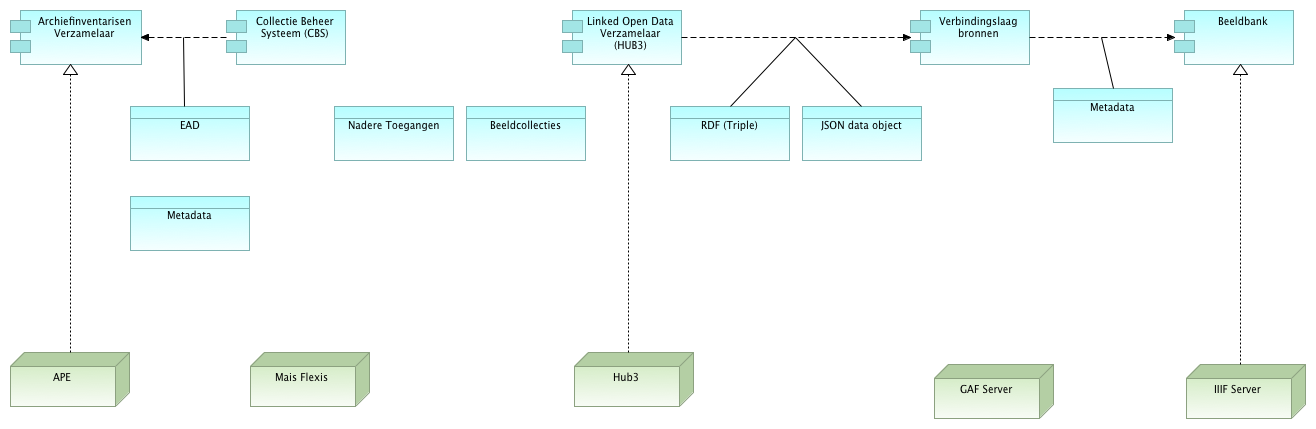 Archiefinventarisen
Verzamelaar
Collectie Beheer
Systeem (CBS)
Linked Open Data
Verzamelaar
(HUB3)
Verbindingslaag
bronnen
Beeldbank
EAD
Nadere Toegangen
Beeldcollecties
RDF (Triple)
JSON data object
Metadata
Metadata
APE
Mais Flexis
Hub3
GAF Server
IIIF Server